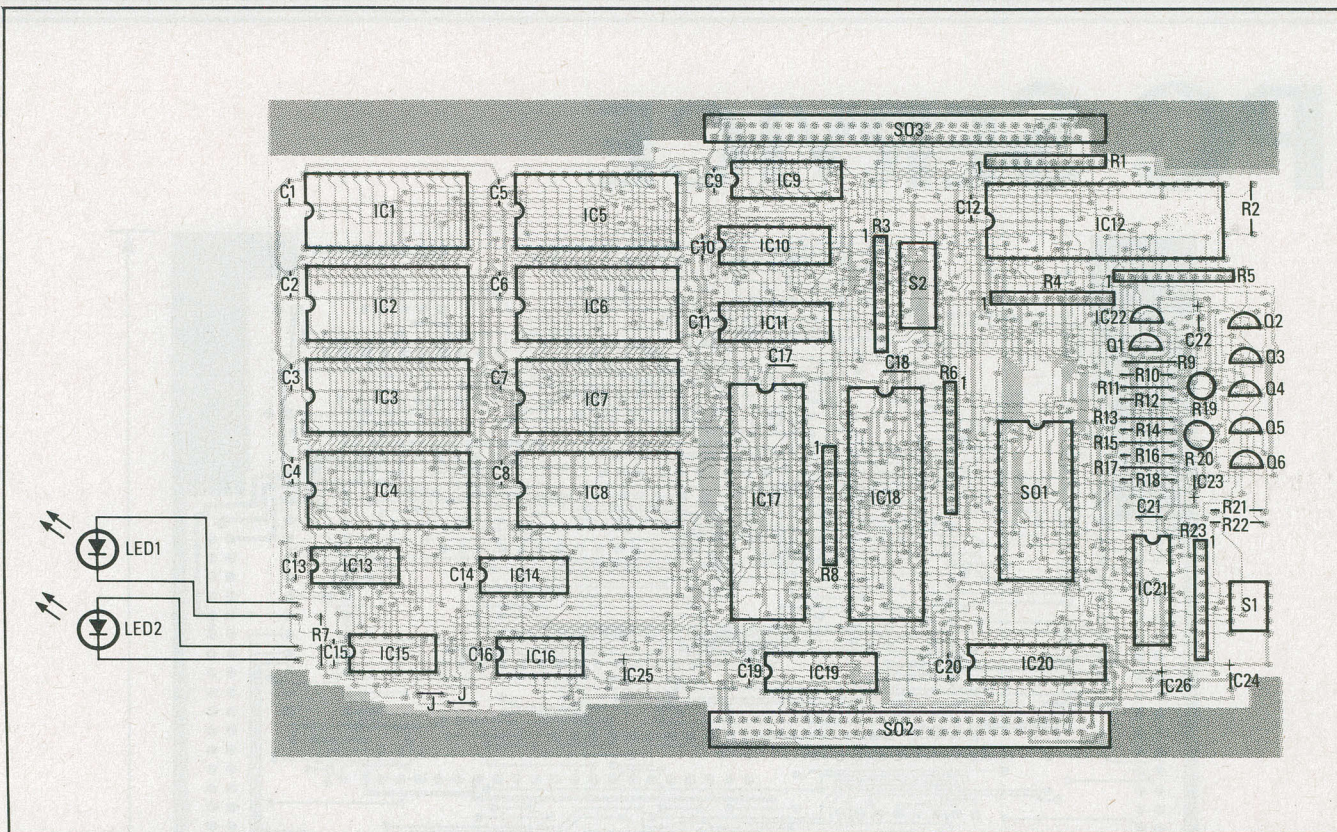 SO3
1
R1
C1
IC1
C5
IC5
C9
IC9
C12
IC12
R2
C10
IC10
1
R3
S2
C2
IC2
C6
IC6
1
R4
1
R5
C11
IC11
IC22
C22
Q2
Q1
C17
C18
Q3
R9
R10
R11
R12
R19
Q4
C3
IC3
C7
IC7
R6
1
R13
R14
R15
Q5
R16
R20
Q6
R17
R18
IC23
C4
IC4
C8
IC8
IC17
1
IC18
SO1
C21
R21
R22
R23
1
LED1
C13
IC13
C14
IC14
R8
IC21
S1
LED2
R7
IC15
IC15
C16
IC16
IC25
C19
IC19
C20
IC20
IC26
IC24
J
J
SO2